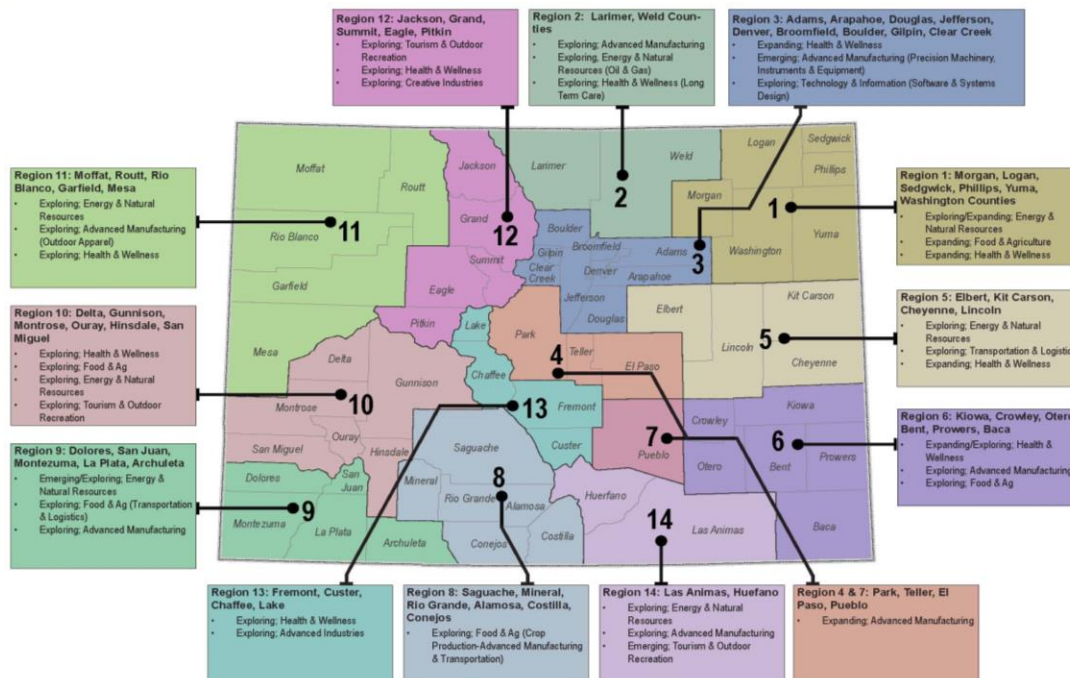 Region 12: Jackson, Grand,
Summit, Eagle, Pitkin
• Exploring; Tourism & Outdoor
Recreation
• Exploring; Health & Wellness
• Exploring; Creative Industries
Region 2: Larimer, Weld Coun-
ties
• Exploring; Advanced Manufacturing
• Exploring, Energy & Natural
Resources (Oil & Gas)
• Exploring; Health & Wellness (Long
Term Care)
Region 3: Adams, Arapahoe, Douglas, Jefferson,
Denver, Broomfield, Boulder, Gilpin, Clear Creek
• Expanding; Health & Wellness
• Emerging; Advanced Manufacturing (Precision Machinery,
Instruments & Equipment)
• Exploring; Technology & Information (Software & Systems
Design)
Region 11: Moffat, Routt, Rio
Blanco, Garfield, Mesa
• Exploring; Energy & Natural
Resources
• Exploring; Advanced Manufacturing
(Outdoor Apparel)
• Exploring; Health & Wellness
Region 10: Delta, Gunnison,
Montrose, Ouray, Hinsdale, San
Miguel
• Exploring; Health & Wellness
• Exploring; Food & Ag
• Exploring, Energy & Natural
Resources
• Exploring; Tourism & Outdoor
Recreation
Region 9: Dolores, San Juan,
Montezuma, La Plata, Archuleta
• Emerging/Exploring; Energy &
Natural Resources
• Exploring; Food & Ag (Transportation
& Logistics)
• Exploring; Advanced Manufacturing
Moffat
Routt
Jackson
Larimer
Weld
Logan
Sedgwick
Phillips
Morgan
2
1
Grand
12
Rio Blanco
11
Boulder
Broomfield
Gilpin
Adams
3
Washington
Yuma
Summit
Clear
Creek
Denver
Arapahoe
Garfield
Eagle
Jefferson
Douglas
Elbert
Kit Carson
Pitkin
Lake
Park
Teller
El Paso
4
Lincoln
5
Cheyenne
Mesa
Delta
Gunnison
Chaffee
10
13
Fremont
Montrose
Ouray
Crowley
Kiowa
San Miguel
Hinsdale
Saguache
Custer
7
Pueblo
Otero
6
Bent
Prowers
Dolores
San
Juan
Mineral
8
Rio Grande
Alamosa
Huerfano
Montezuma
9
La Plata
Archuleta
Conejos
Costilla
14
Las Animas
Baca
Region 1: Morgan, Logan,
Sedgwick, Phillips, Yuma,
Washington Counties
• Exploring/Expanding; Energy &
Natural Resources
• Expanding; Food & Agriculture
• Expanding; Health & Wellness
Region 5: Elbert, Kit Carson,
Cheyenne, Lincoln
• Exploring; Energy & Natural
Resources
• Exploring; Transportation & Logistic
• Expanding; Health & Wellness
Region 6: Kiowa, Crowley, Otero
Bent, Prowers, Baca
• Expanding/Exploring; Health &
Wellness
• Exploring; Advanced Manufacturing
• Exploring; Food & Ag
Region 13: Fremont, Custer,
Chaffee, Lake
• Exploring; Health & Wellness
• Exploring; Advanced Industries
Region 8: Saguache, Mineral,
Rio Grande, Alamosa, Costilla,
Conejos
• Exploring; Food & Ag (Crop
Production-Advanced Manufacturing
& Transportation)
Region 14: Las Animas, Huefano
• Exploring; Energy & Natural
Resources
• Exploring; Advanced Manufacturing
• Emerging; Tourism & Outdoor
Recreation
Region 4 & 7: Park, Teller, El
Paso, Pueblo
• Expanding; Advanced Manufacturing